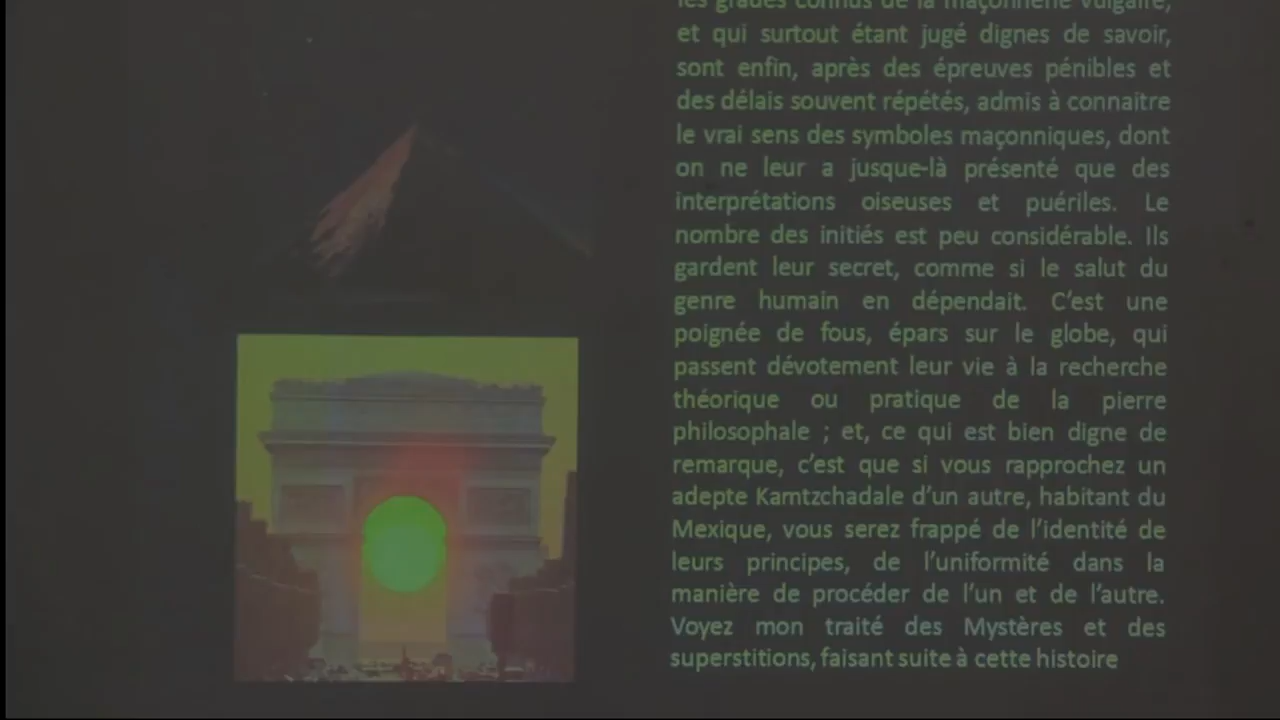 les grades connus de la maçonnerie vulgaire,
et qui surtout étant jugé dignes de savoir,
sont enfin, après des épreuves pénibles et
des délais souvent répétés, admis à connaitre
le vrai sens des symboles maçonniques, dont
on ne leur a jusque-là présenté que des
interprétations oiseuses et puériles. Le
nombre des initiés est peu considérable. Ils
gardent leur secret, comme si le salut du
genre humain en dépendait. C'est une
poignée de fous, épars sur le globe, qui
passent dévotement leur vie à la recherche
théorique ou pratique de la pierre
philosophale ; et, ce qui est bien digne de
remarque, c'est que si vous rapprochez un
adepte Kamtzchadale d'un autre, habitant du
Mexique, vous serez frappé de l'identité de
leurs principes, de l'uniformité dans la
manière de procéder de l'un et de l'autre.
Voyez mon traité des Mystères et des
superstitions, faisant suite à cette histoire